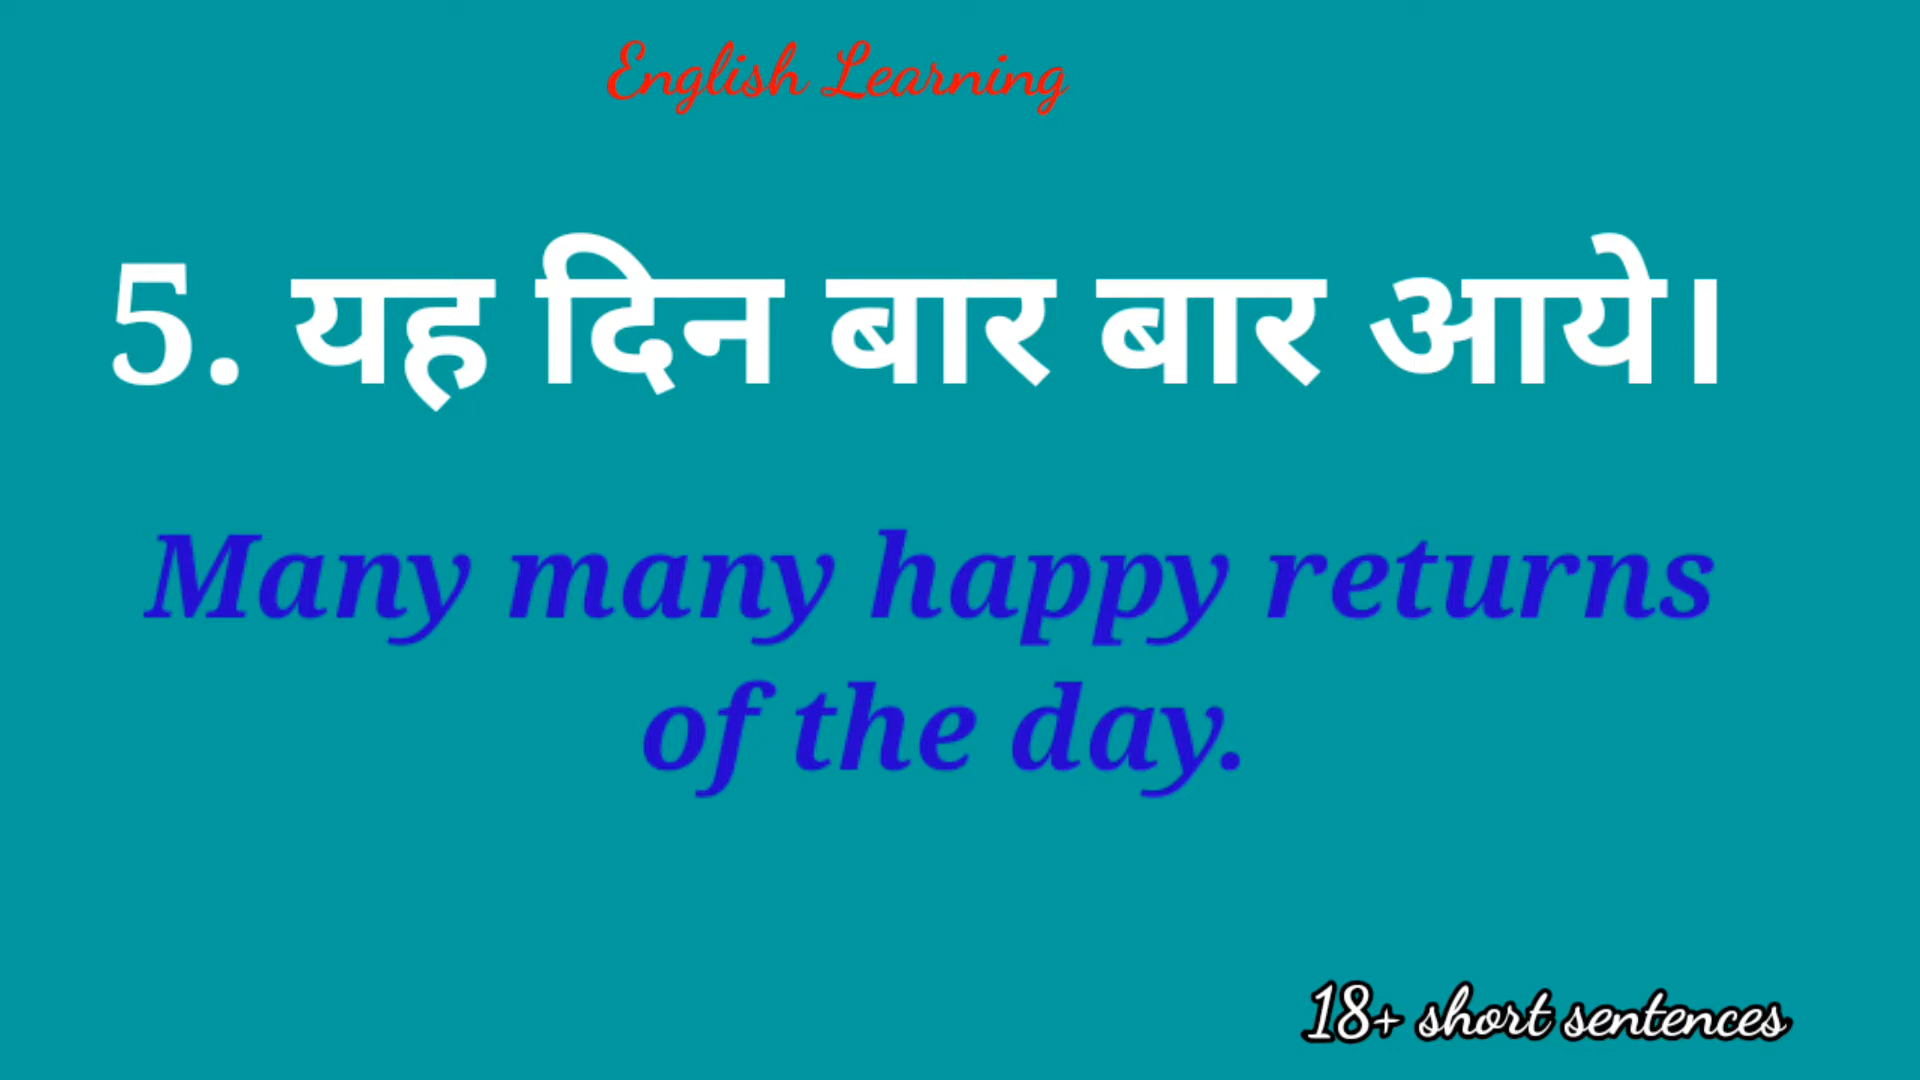 English Learning
5. यह दिन बार बार आये।
Many many happy returns
of the day.
18+ short sentences